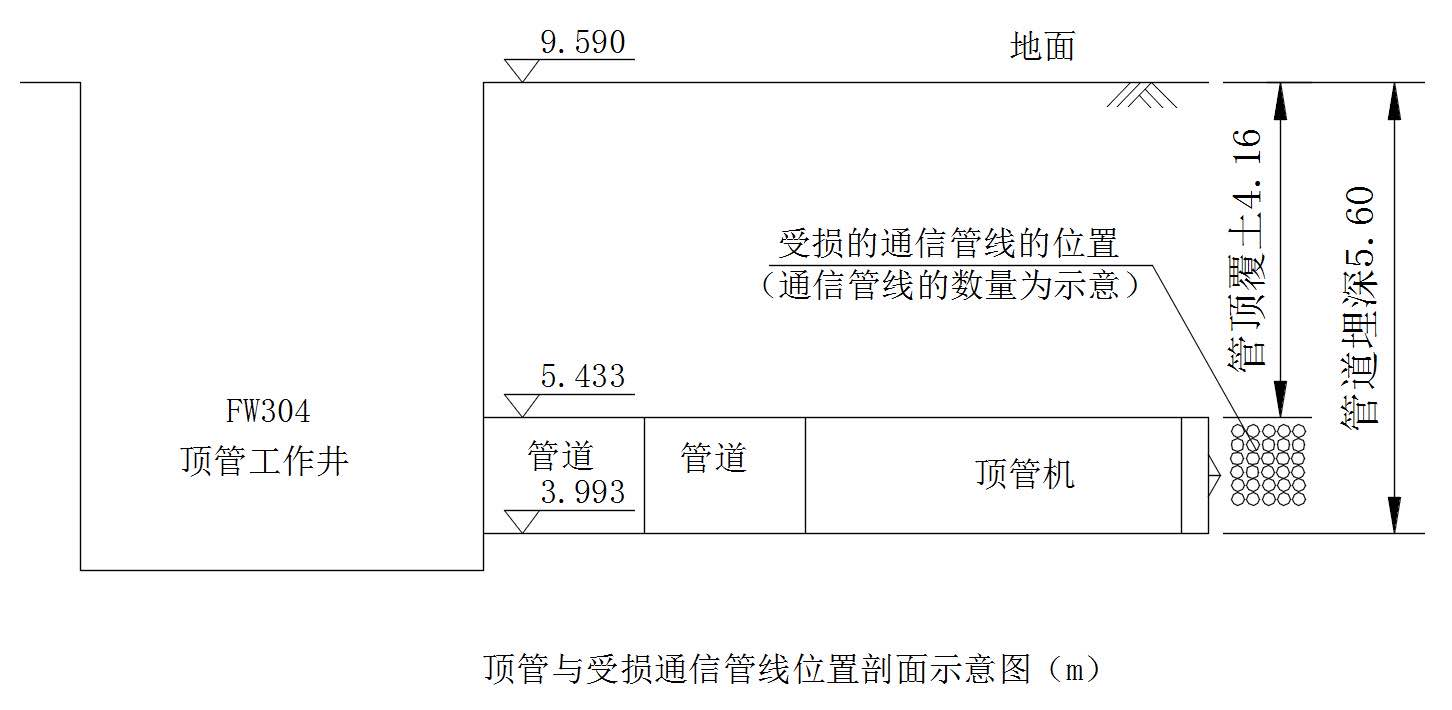 9.590
地面
管顶覆土4.16
管道埋深5.60
受损的通信管线的位置
（通信管线的数量为示意）
5.433
FW304
顶管工作井
管道
管道
顶管机
3.993
顶管与受损通信管线位置剖面示意图（m）